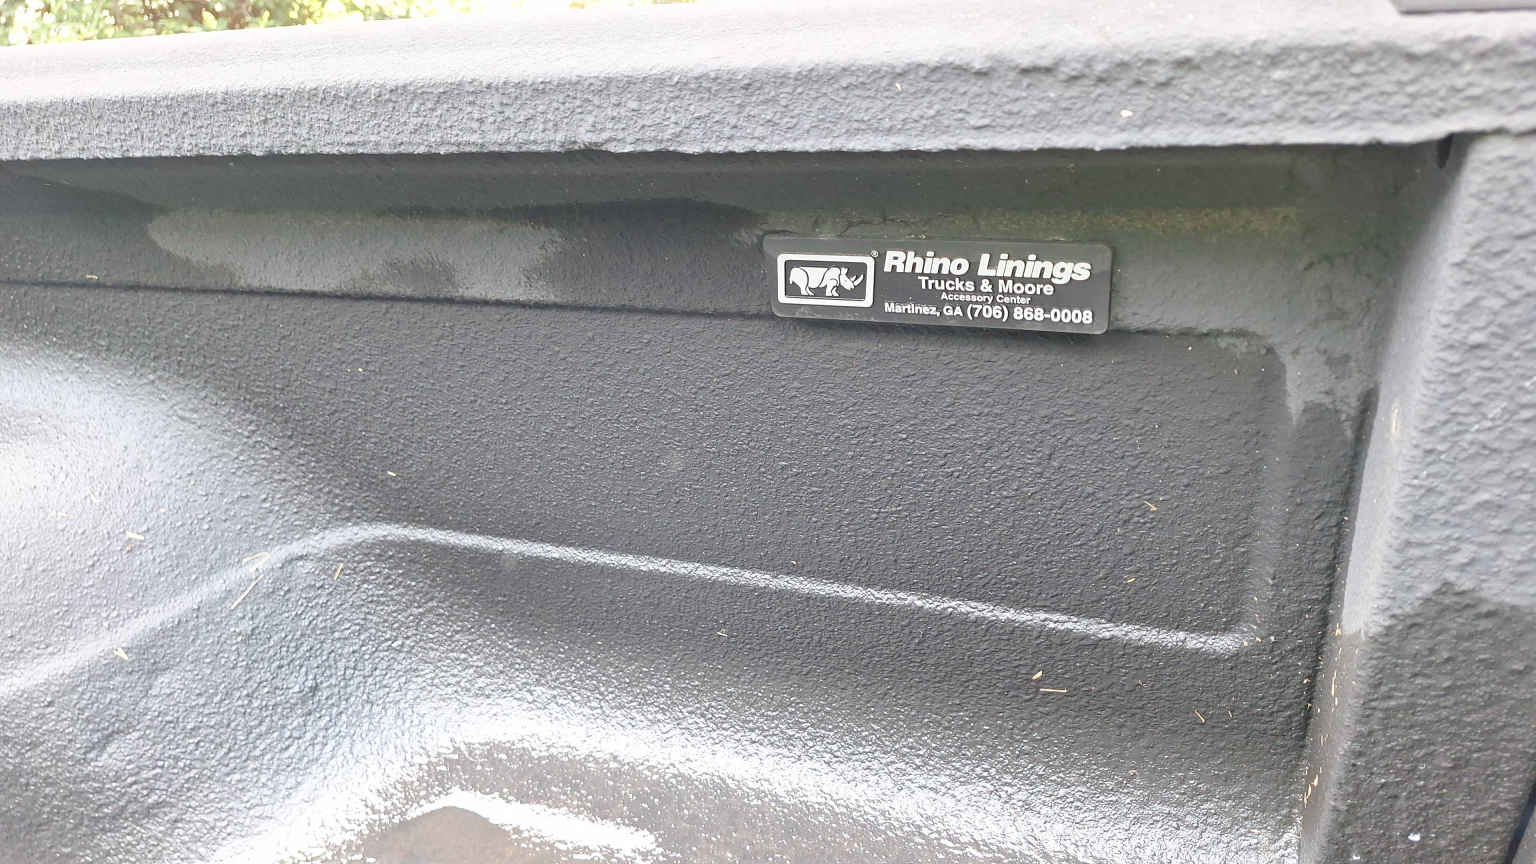 ® Rhino Linings
Trucks & Moore
Accessory Center
Martinez, GA (706) 868-0008